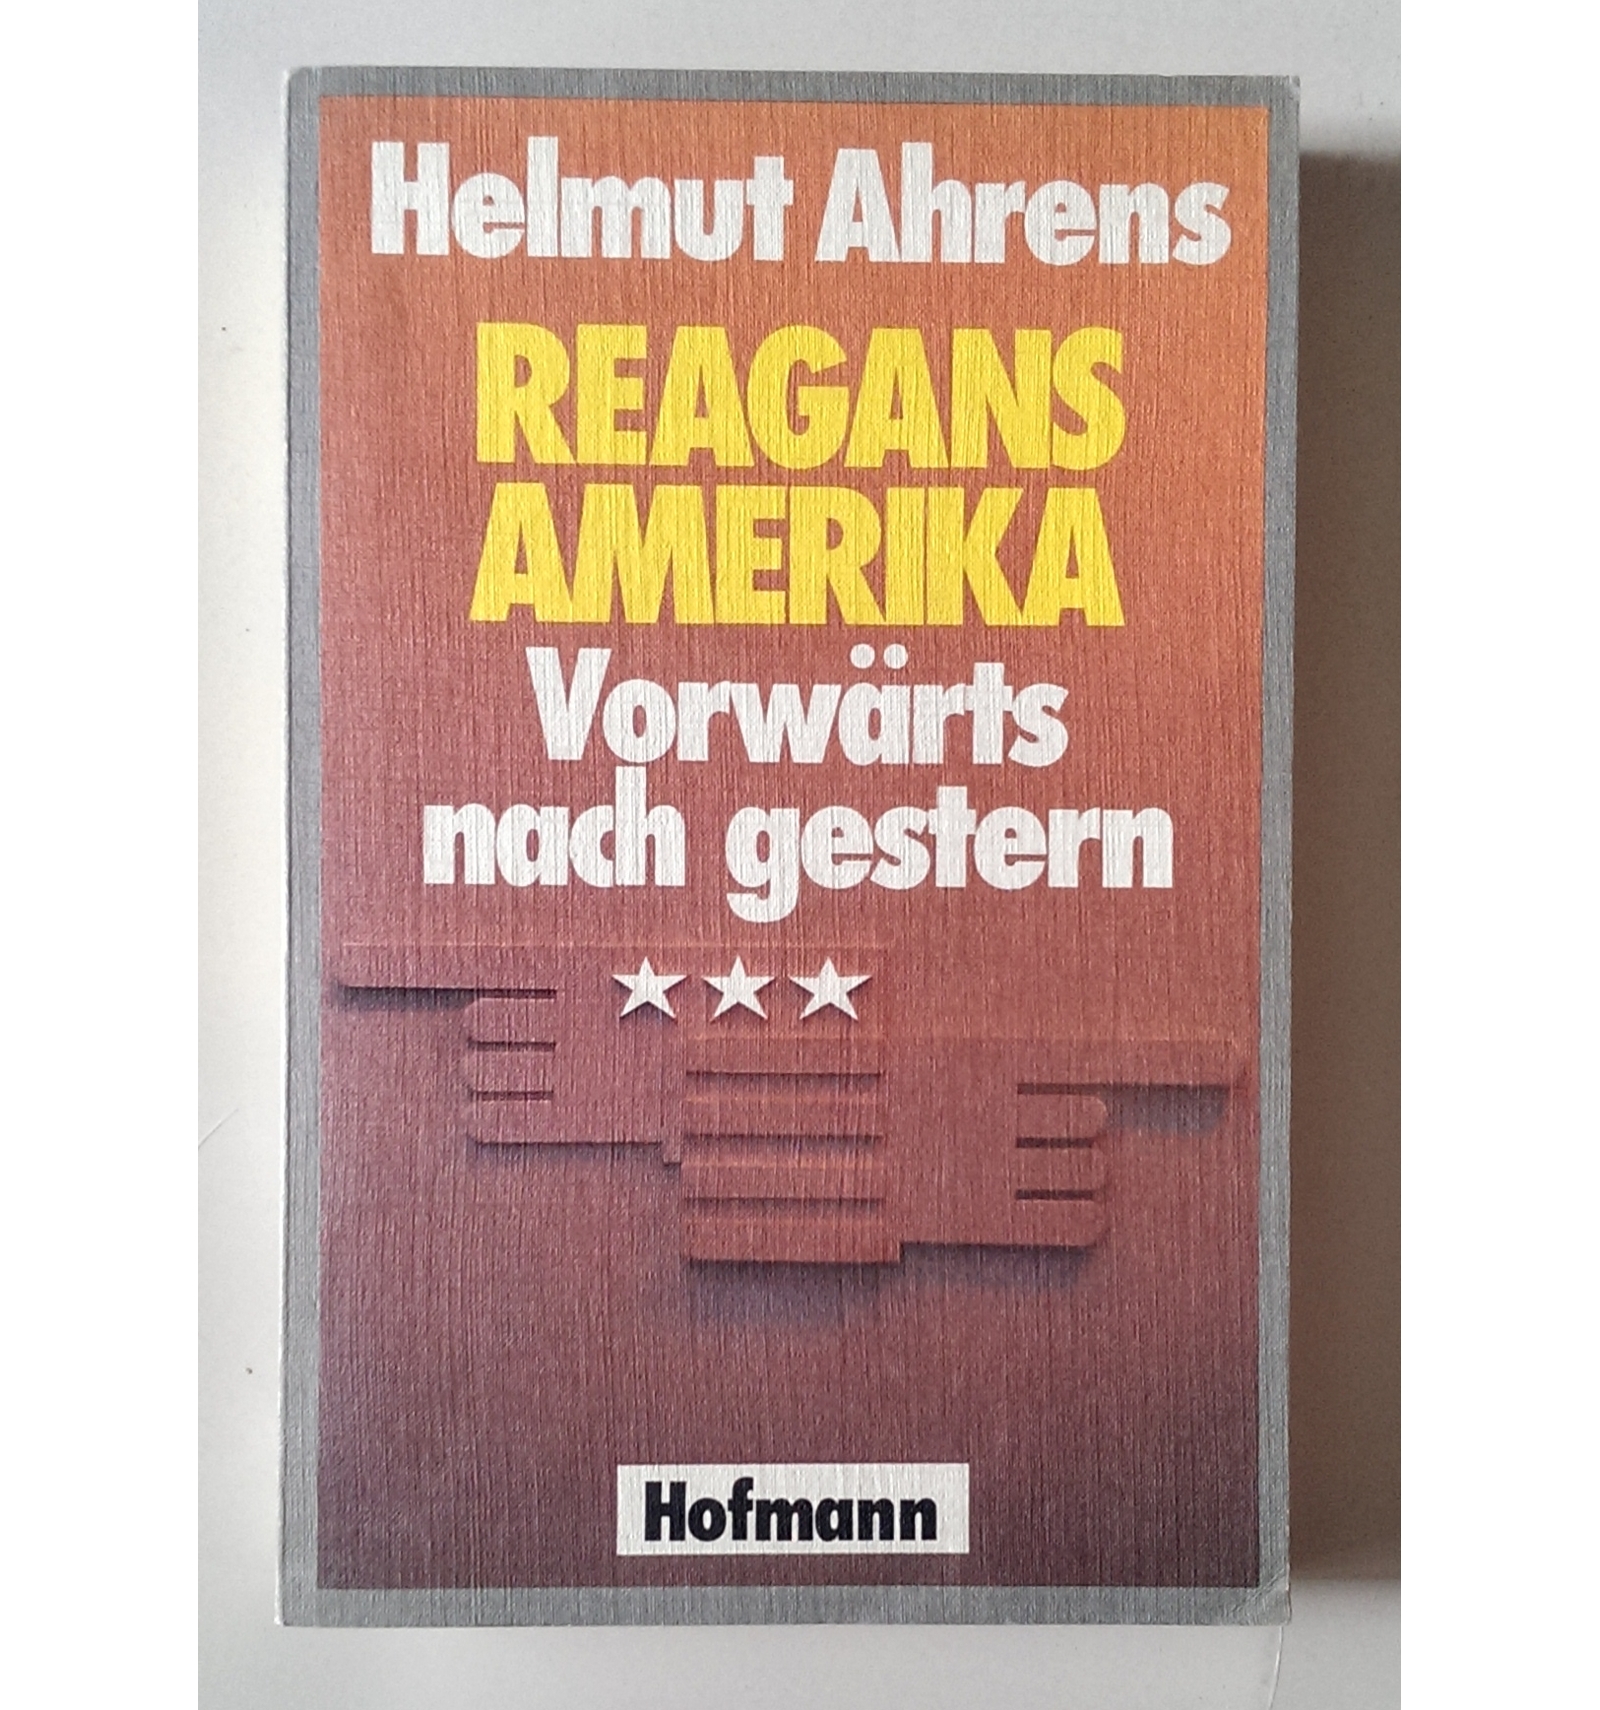 Helmut Ahrens
REAGANS
AMERIKA
Vorwärts
nach gestern
Hofmann